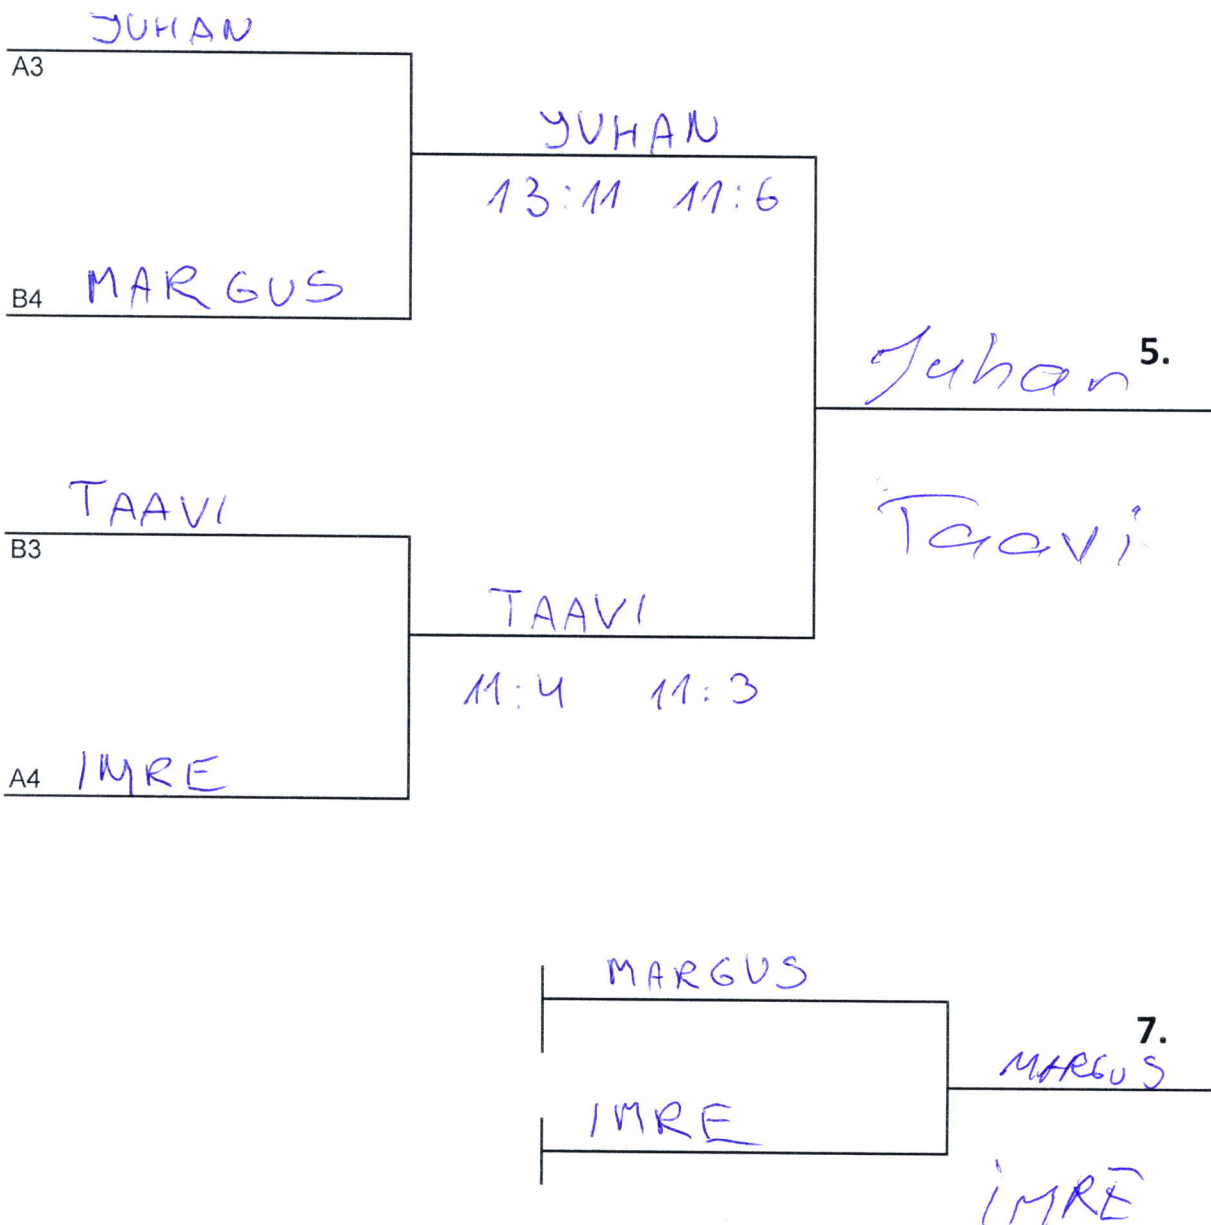 JUHAN
A3
JUHAN
13:11 11:6
B4 MARGUS
Juhan 5.
TAAVI
B3
Taavi
TAAVI
11:4 11:3
A4 IMRE
MARGUS
7.
MARGUS
IMRE
IMRE